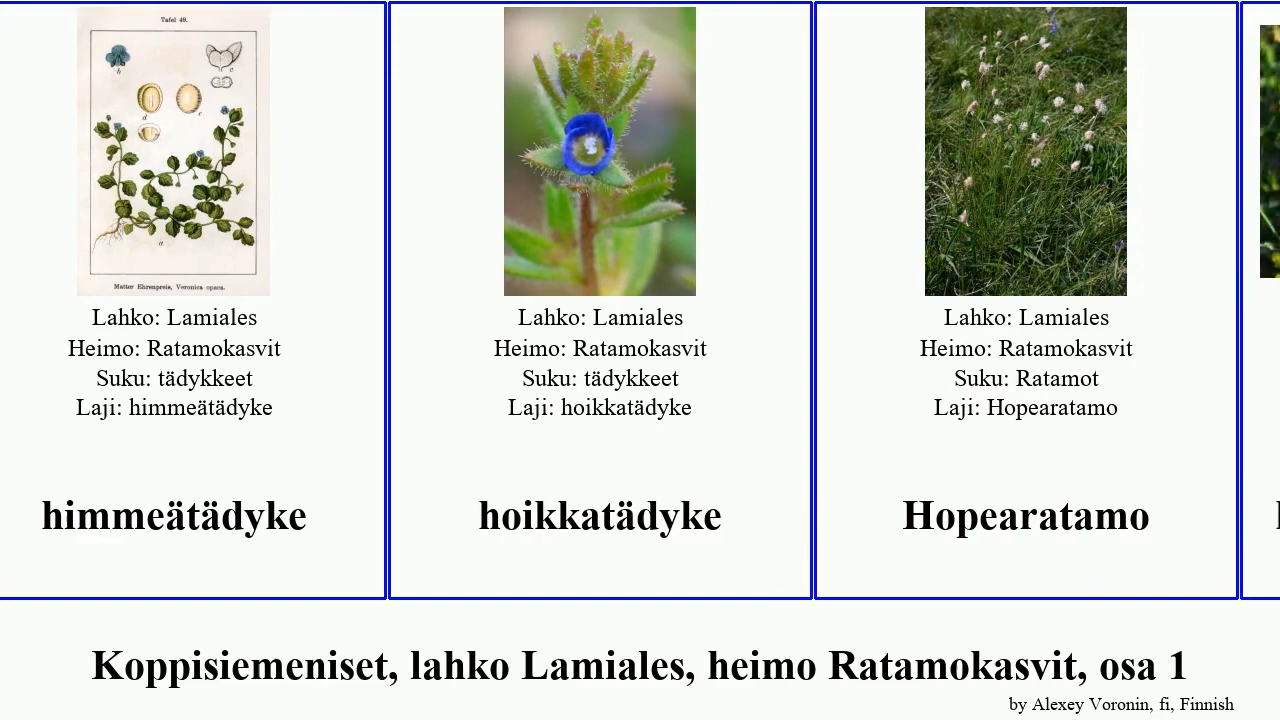 Tafel 49.
Matter Ehrenpreis, Veronica opaca.
Lahko: Lamiales
Heimo: Ratamokasvit
Suku: tädykkeet
Laji: himmeätädyke
himmeätädyke
Lahko: Lamiales
Heimo: Ratamokasvit
Suku: tädykkeet
Laji: hoikkatädyke
hoikkatädyke
Lahko: Lamiales
Heimo: Ratamokasvit
Suku: Ratamot
Laji: Hopearatamo
Hopearatamo
Koppisiemeniset, lahko Lamiales, heimo Ratamokasvit, osa 1
by Alexey Voronin, fi, Finnish